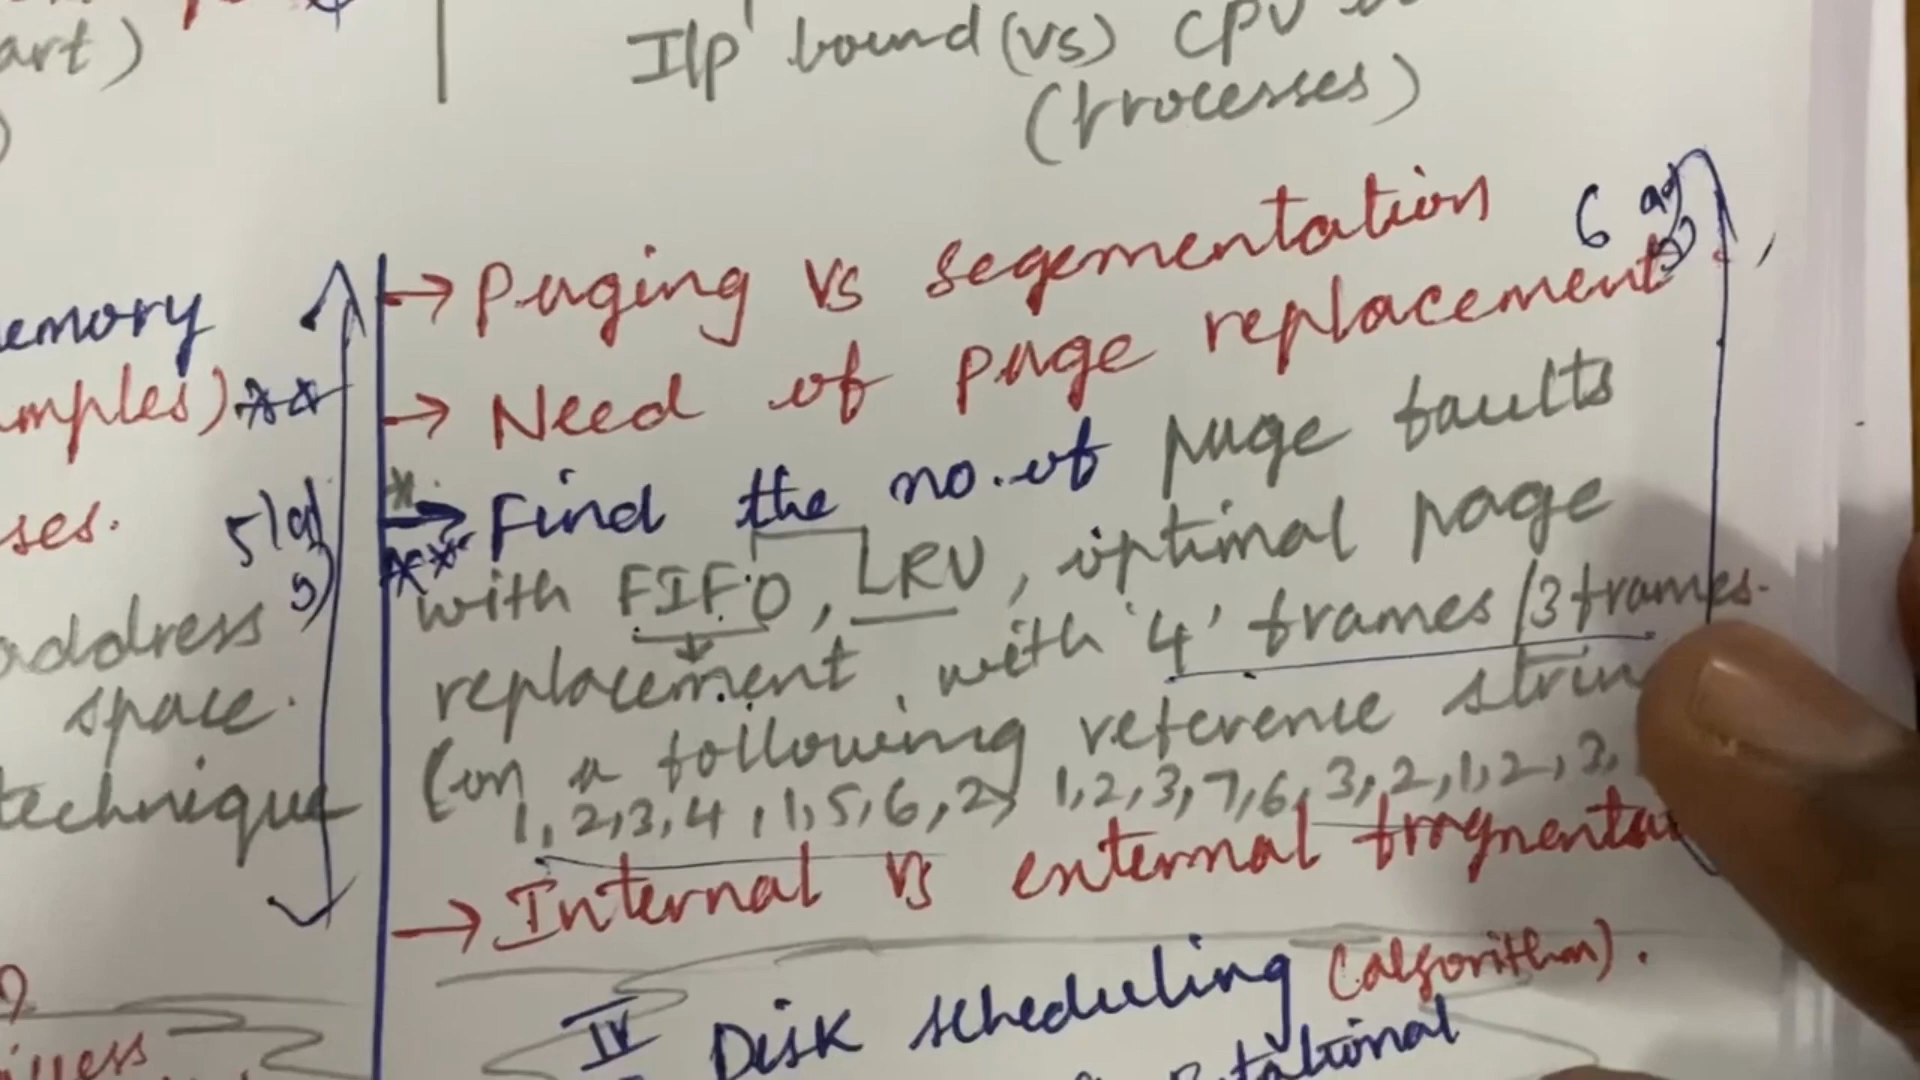 art)
I/p bound (vs) CPU
(processes)
emory
mples) **
ses.
5/a)
b)
address
space.
technique
→ Paging vs segementation
6 a)
b)
→ Need of page replacement
→ Find the no. of page faults
with FIFO, LRU, optimal page
replacement, with '4' frames /3 frames.
(on a following reference strin
1, 2, 3, 4, 1, 5, 6, 2, 1, 2, 3, 7, 6, 3, 2, 1, 2, 3,
→ Internal vs external fragmenta
IV Disk scheduling (algorithm).